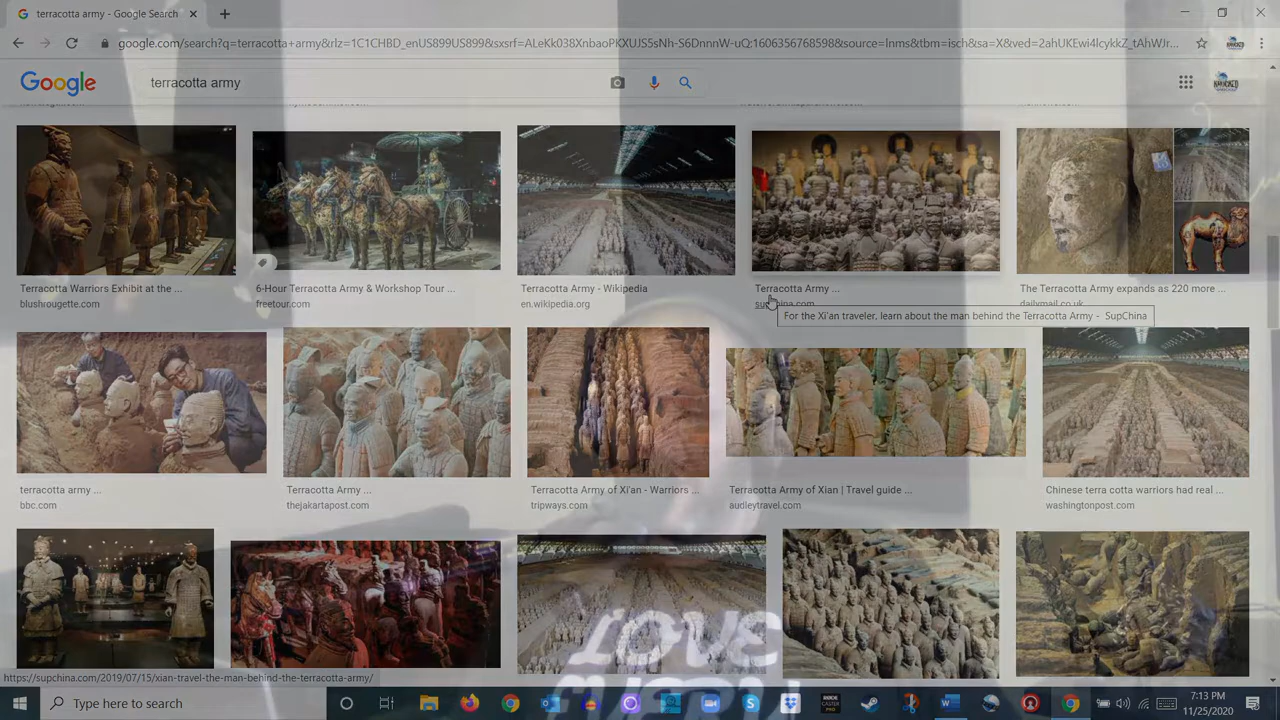 terracotta army - Google Search
google.com/search?q=terracotta+army&rlz=1C1CHBD_enUS899US899&sxsrf=ALeKk038XnbaoPKXUJS5sNh-S6DnnnW-uQ:1606356768598&source=lnms&tbm=isch&sa=X&ved=2ahUKEwi4lcykkZ_tAhWJr...
Google
terracotta army
Terracotta Warriors Exhibit at the ...
blushrougette.com
6-Hour Terracotta Army & Workshop Tour ...
freetour.com
Terracotta Army - Wikipedia
en.wikipedia.org
Terracotta Army ...
supchina.com
The Terracotta Army expands as 220 more ...
dailymail.co.uk
For the Xi'an traveler, learn about the man behind the Terracotta Army - SupChina
terracotta army ...
bbc.com
Terracotta Army ...
thejakartapost.com
Terracotta Army of Xi'an - Warriors ...
tripways.com
Terracotta Army of Xian | Travel guide ...
audleytravel.com
Chinese terra cotta warriors had real ...
washingtonpost.com
LOVE
https://supchina.com/2019/07/15/xian-travel-the-man-behind-the-terracotta-army/
Type here to search
7:13 PM
11/25/2020